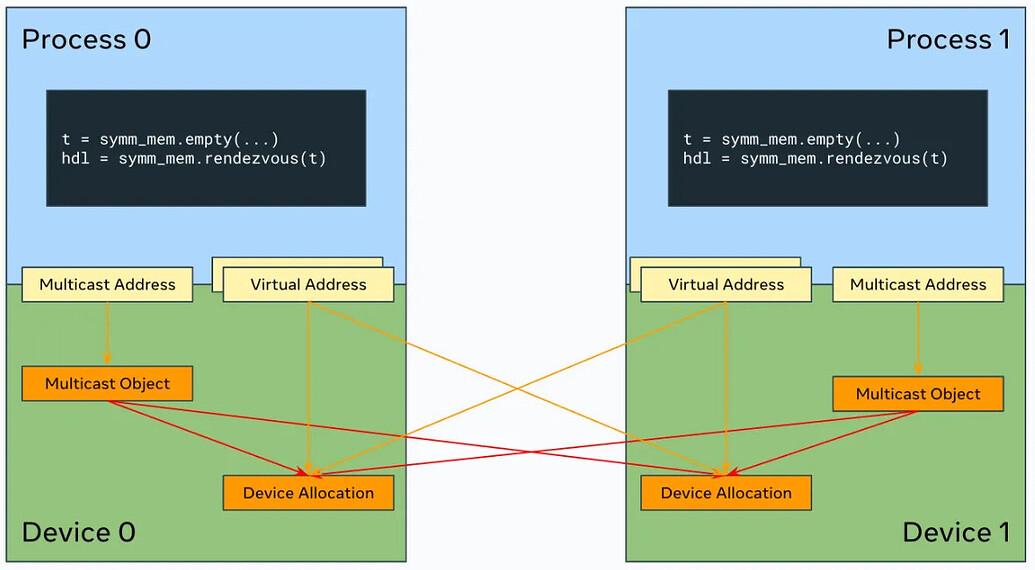 Process 0
t = symm_mem.empty(...)
hdl = symm_mem.rendezvous(t)
Multicast Address
Virtual Address
Multicast Object
Device Allocation
Device 0
Process 1
t = symm_mem.empty(...)
hdl = symm_mem.rendezvous(t)
Virtual Address
Multicast Address
Multicast Object
Device Allocation
Device 1